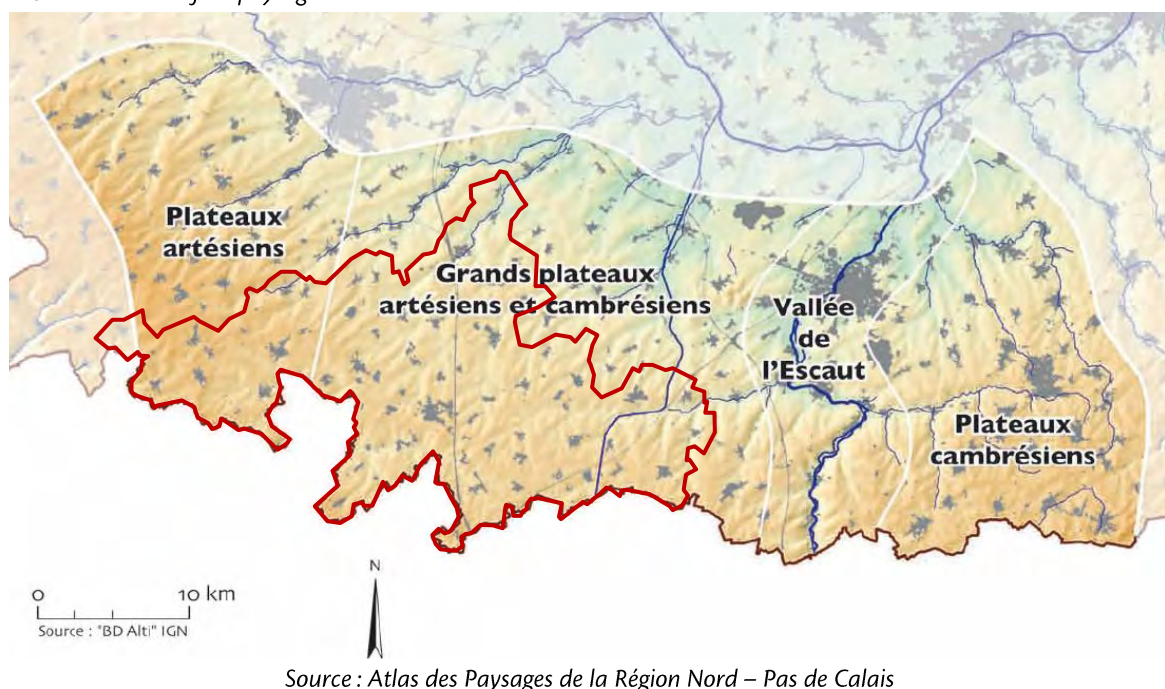 Plateaux
artésiens
Grands plateaux
artésiens et cambrésiens
Vallée
de
l'Escaut
Plateaux
cambrésiens
N
0 10 km
Source : "BD Alti" IGN
Source : Atlas des Paysages de la Région Nord – Pas de Calais